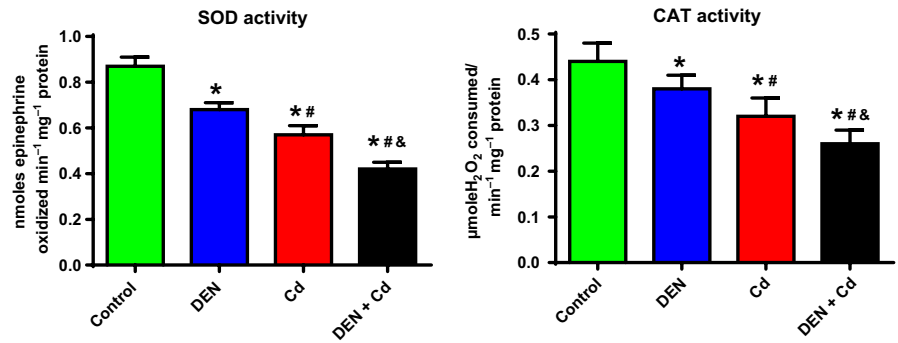 SOD activity
nmoles epinephrine
oxidized min⁻¹ mg⁻¹ protein
1.0
0.8
0.6
0.4
0.2
0.0
*
* #
* # &
Control
DEN
Cd
DEN + Cd
CAT activity
µmoleH₂O₂ consumed/
min⁻¹ mg⁻¹ protein
0.5
0.4
0.3
0.2
0.1
0.0
*
* #
* # &
Control
DEN
Cd
DEN + Cd